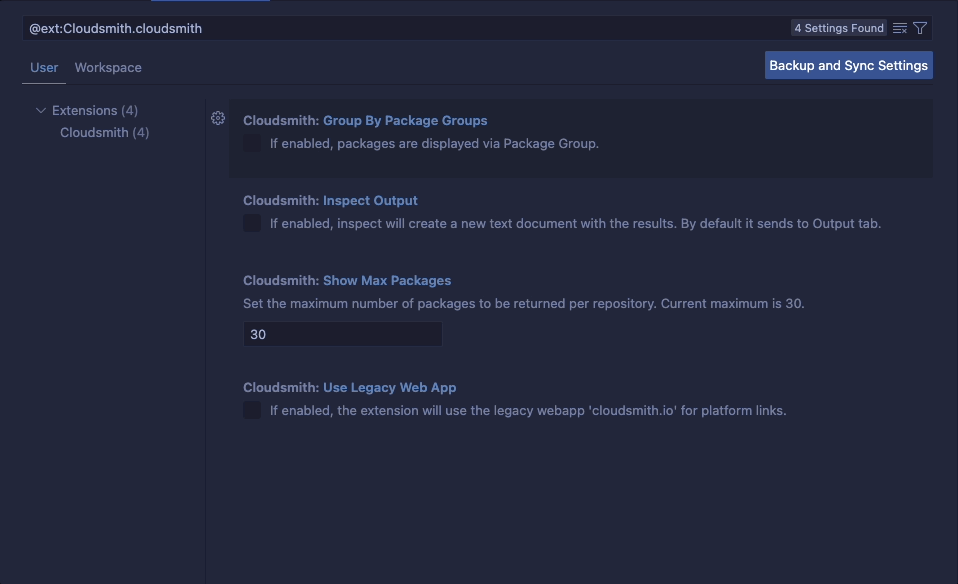 @ext:Cloudsmith.cloudsmith
4 Settings Found
User
Workspace
Backup and Sync Settings
Extensions (4)
Cloudsmith (4)
Cloudsmith: Group By Package Groups
If enabled, packages are displayed via Package Group.
Cloudsmith: Inspect Output
If enabled, inspect will create a new text document with the results. By default it sends to Output tab.
Cloudsmith: Show Max Packages
Set the maximum number of packages to be returned per repository. Current maximum is 30.
30
Cloudsmith: Use Legacy Web App
If enabled, the extension will use the legacy webapp 'cloudsmith.io' for platform links.